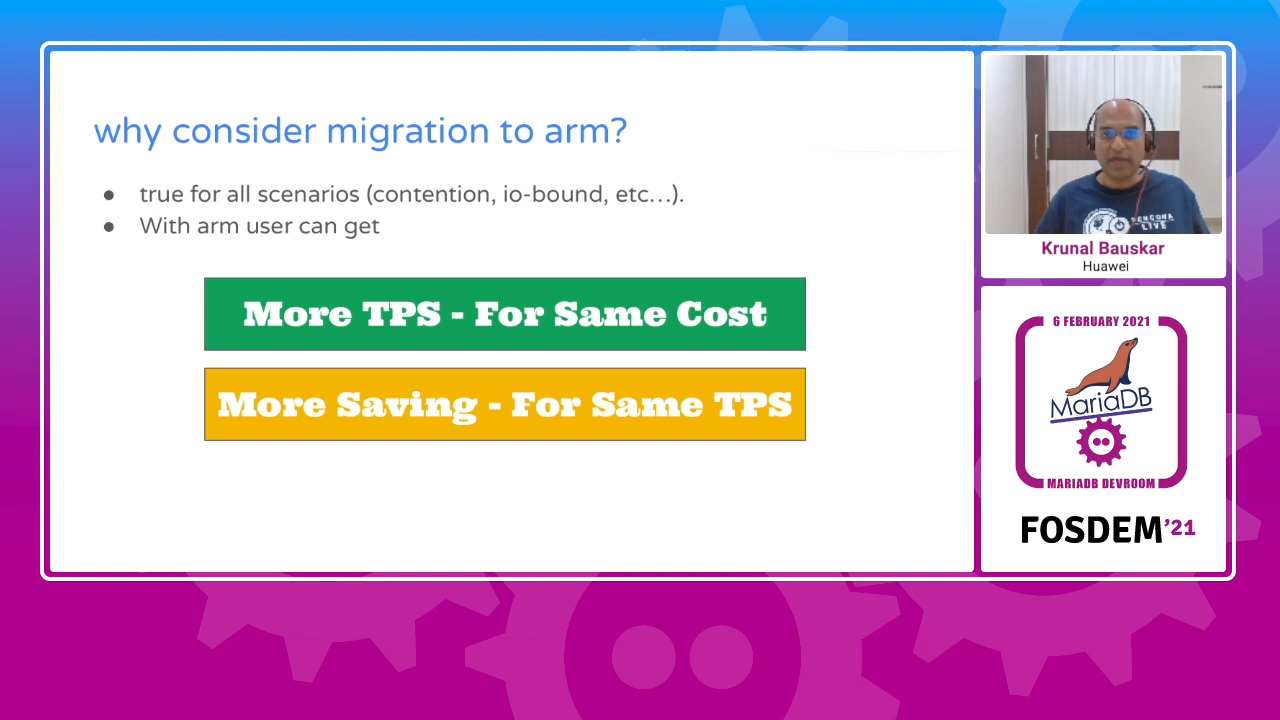 why consider migration to arm?
● true for all scenarios (contention, io-bound, etc…).
● With arm user can get
More TPS - For Same Cost
More Saving - For Same TPS
PERCONA
LIVE
Krunal Bauskar
Huawei
6 FEBRUARY 2021
MariaDB
MARIADB DEVROOM
FOSDEM'21